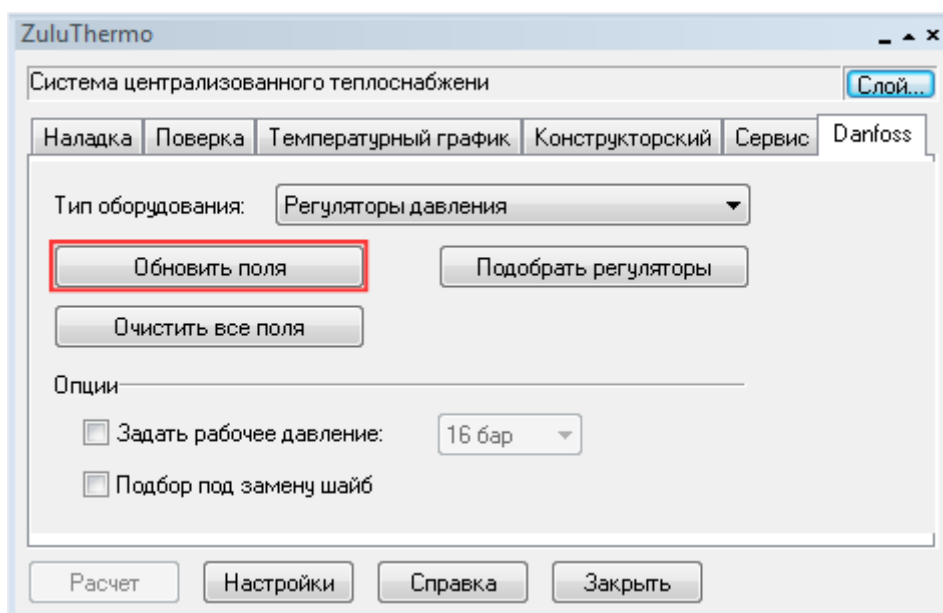 ZuluThermo
Система централизованного теплоснабжени
Слой...
Наладка Поверка Температурный график Конструкторский Сервис Danfoss
Тип оборудования: Регуляторы давления
Обновить поля Подобрать регуляторы
Очистить все поля
Опции
Задать рабочее давление: 16 бар
Подбор под замену шайб
Расчет Настройки Справка Закрыть